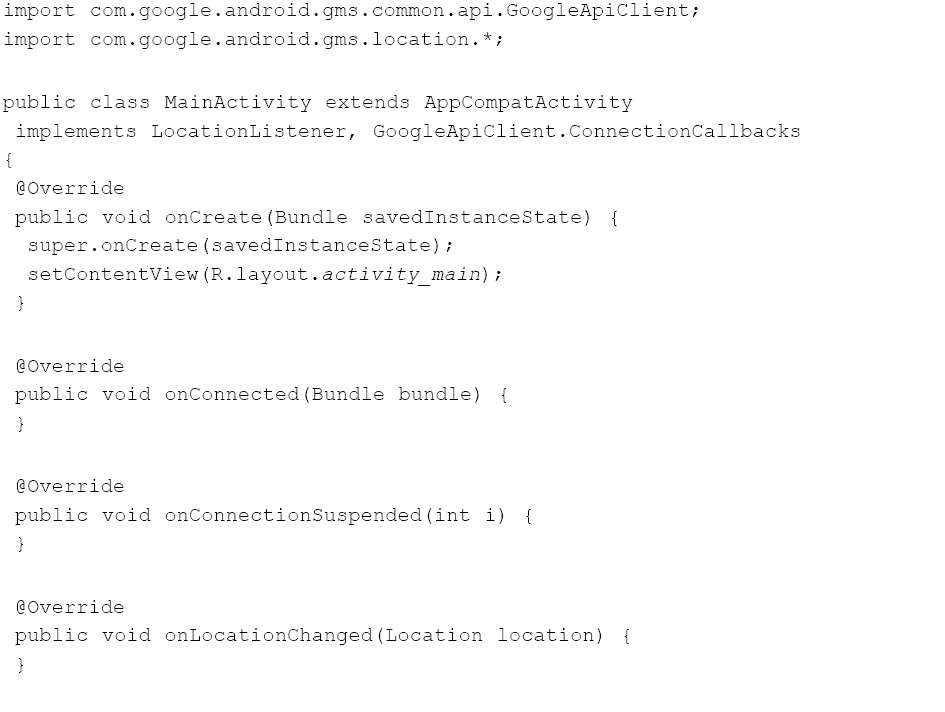 import com.google.android.gms.common.api.GoogleApiClient;
import com.google.android.gms.location.*;
public class MainActivity extends AppCompatActivity
implements LocationListener, GoogleApiClient.ConnectionCallbacks
{
@Override
public void onCreate(Bundle savedInstanceState) {
super.onCreate(savedInstanceState);
setContentView(R.layout.activity_main);
}
@Override
public void onConnected(Bundle bundle) {
}
@Override
public void onConnectionSuspended(int i) {
}
@Override
public void onLocationChanged(Location location) {
}